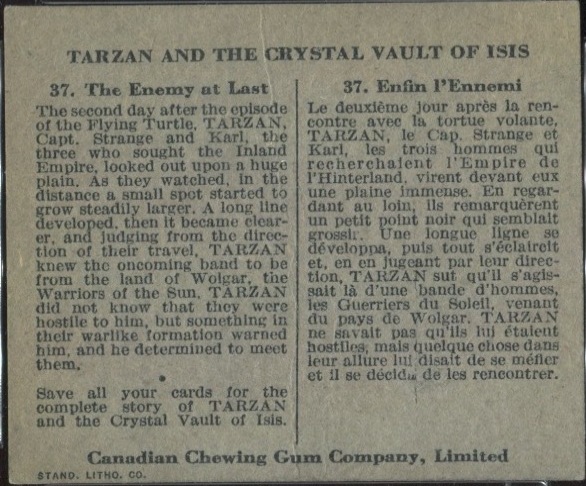 TARZAN AND THE CRYSTAL VAULT OF ISIS
37. The Enemy at Last
The second day after the episode
of the Flying Turtle, TARZAN,
Capt. Strange and Karl, the
three who sought the Inland
Empire, looked out upon a huge
plain. As they watched, in the
distance a small spot started to
grow steadily larger. A long line
developed, then it became clear-
er, and judging from the direc-
tion of their travel, TARZAN
knew the oncoming band to be
from the land of Wolgar, the
Warriors of the Sun. TARZAN
did not know that they were
hostile to him, but something in
their warlike formation warned
him, and he determined to meet
them.
Save all your cards for the
complete story of TARZAN
and the Crystal Vault of Isis.
37. Enfin l'Ennemi
Le deuxième jour après la ren-
contre avec la tortue volante,
TARZAN, le Cap. Strange et
Karl, les trois hommes qui
recherchaient l'Empire de
l'Hinterland, virent devant eux
une plaine immense. En regar-
dant au loin, ils remarquèrent
un petit point noir qui semblait
grossir. Une longue ligne se
développa, puis tout s'éclaircit
et, en en jugeant par leur direc-
tion, TARZAN sut qu'il s'agis-
sait là d'une bande d'hommes,
les Guerriers du Soleil, venant
du pays de Wolgar. TARZAN
ne savait pas qu'ils lui étaient
hostiles, mais quelque chose dans
leur allure lui disait de se méfier
et il se décida de les rencontrer.
Canadian Chewing Gum Company, Limited
STAND. LITHO. CO.